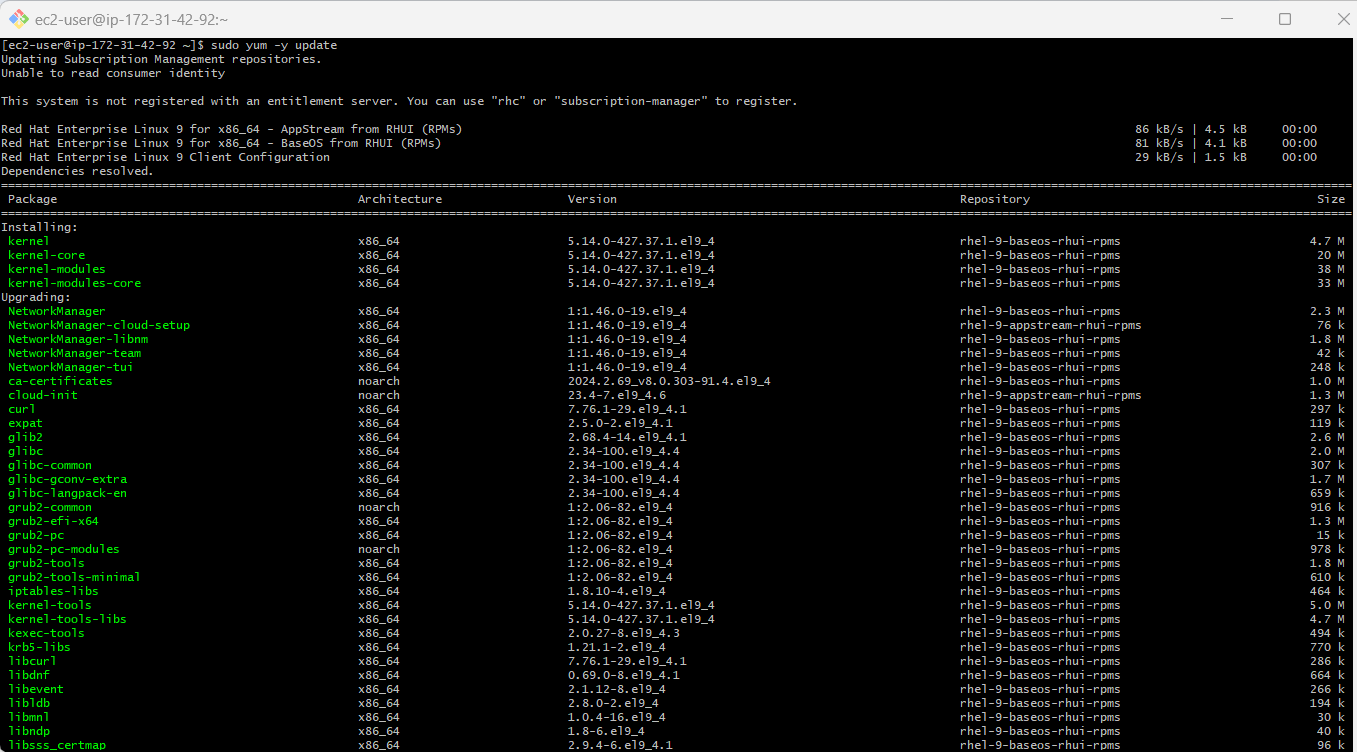 ec2-user@ip-172-31-42-92:~
[ec2-user@ip-172-31-42-92 ~]$ sudo yum -y update
Updating Subscription Management repositories.
Unable to read consumer identity
This system is not registered with an entitlement server. You can use "rhc" or "subscription-manager" to register.
Red Hat Enterprise Linux 9 for x86_64 - AppStream from RHUI (RPMs) 86 kB/s | 4.5 kB 00:00
Red Hat Enterprise Linux 9 for x86_64 - BaseOS from RHUI (RPMs) 81 kB/s | 4.1 kB 00:00
Red Hat Enterprise Linux 9 Client Configuration 29 kB/s | 1.5 kB 00:00
Dependencies resolved.
Package Architecture Version Repository Size
Installing:
kernel x86_64 5.14.0-427.37.1.el9_4 rhel-9-baseos-rhui-rpms 4.7 M
kernel-core x86_64 5.14.0-427.37.1.el9_4 rhel-9-baseos-rhui-rpms 20 M
kernel-modules x86_64 5.14.0-427.37.1.el9_4 rhel-9-baseos-rhui-rpms 38 M
kernel-modules-core x86_64 5.14.0-427.37.1.el9_4 rhel-9-baseos-rhui-rpms 33 M
Upgrading:
NetworkManager x86_64 1:1.46.0-19.el9_4 rhel-9-baseos-rhui-rpms 2.3 M
NetworkManager-cloud-setup x86_64 1:1.46.0-19.el9_4 rhel-9-appstream-rhui-rpms 76 k
NetworkManager-libnm x86_64 1:1.46.0-19.el9_4 rhel-9-baseos-rhui-rpms 1.8 M
NetworkManager-team x86_64 1:1.46.0-19.el9_4 rhel-9-baseos-rhui-rpms 42 k
NetworkManager-tui x86_64 1:1.46.0-19.el9_4 rhel-9-baseos-rhui-rpms 248 k
ca-certificates noarch 2024.2.69_v8.0.303-91.4.el9_4 rhel-9-baseos-rhui-rpms 1.0 M
cloud-init noarch 23.4-7.el9_4.6 rhel-9-appstream-rhui-rpms 1.3 M
curl x86_64 7.76.1-29.el9_4.1 rhel-9-baseos-rhui-rpms 297 k
expat x86_64 2.5.0-2.el9_4.1 rhel-9-baseos-rhui-rpms 119 k
glib2 x86_64 2.68.4-14.el9_4.1 rhel-9-baseos-rhui-rpms 2.6 M
glibc x86_64 2.34-100.el9_4.4 rhel-9-baseos-rhui-rpms 2.0 M
glibc-common x86_64 2.34-100.el9_4.4 rhel-9-baseos-rhui-rpms 307 k
glibc-gconv-extra x86_64 2.34-100.el9_4.4 rhel-9-baseos-rhui-rpms 1.7 M
glibc-langpack-en x86_64 2.34-100.el9_4.4 rhel-9-baseos-rhui-rpms 659 k
grub2-common noarch 1:2.06-82.el9_4 rhel-9-baseos-rhui-rpms 916 k
grub2-efi-x64 x86_64 1:2.06-82.el9_4 rhel-9-baseos-rhui-rpms 1.3 M
grub2-pc x86_64 1:2.06-82.el9_4 rhel-9-baseos-rhui-rpms 15 k
grub2-pc-modules noarch 1:2.06-82.el9_4 rhel-9-baseos-rhui-rpms 978 k
grub2-tools x86_64 1:2.06-82.el9_4 rhel-9-baseos-rhui-rpms 1.8 M
grub2-tools-minimal x86_64 1:2.06-82.el9_4 rhel-9-baseos-rhui-rpms 610 k
iptables-libs x86_64 1.8.10-4.el9_4 rhel-9-baseos-rhui-rpms 464 k
kernel-tools x86_64 5.14.0-427.37.1.el9_4 rhel-9-baseos-rhui-rpms 5.0 M
kernel-tools-libs x86_64 5.14.0-427.37.1.el9_4 rhel-9-baseos-rhui-rpms 4.7 M
kexec-tools x86_64 2.0.27-8.el9_4.3 rhel-9-baseos-rhui-rpms 494 k
krb5-libs x86_64 1.21.1-2.el9_4 rhel-9-baseos-rhui-rpms 770 k
libcurl x86_64 7.76.1-29.el9_4.1 rhel-9-baseos-rhui-rpms 286 k
libdnf x86_64 0.69.0-8.el9_4.1 rhel-9-baseos-rhui-rpms 664 k
libevent x86_64 2.1.12-8.el9_4 rhel-9-baseos-rhui-rpms 266 k
libldb x86_64 2.8.0-2.el9_4 rhel-9-baseos-rhui-rpms 194 k
libmnl x86_64 1.0.4-16.el9_4 rhel-9-baseos-rhui-rpms 30 k
libndp x86_64 1.8-6.el9_4 rhel-9-baseos-rhui-rpms 40 k
libsss_certmap x86_64 2.9.4-6.el9_4.1 rhel-9-baseos-rhui-rpms 96 k